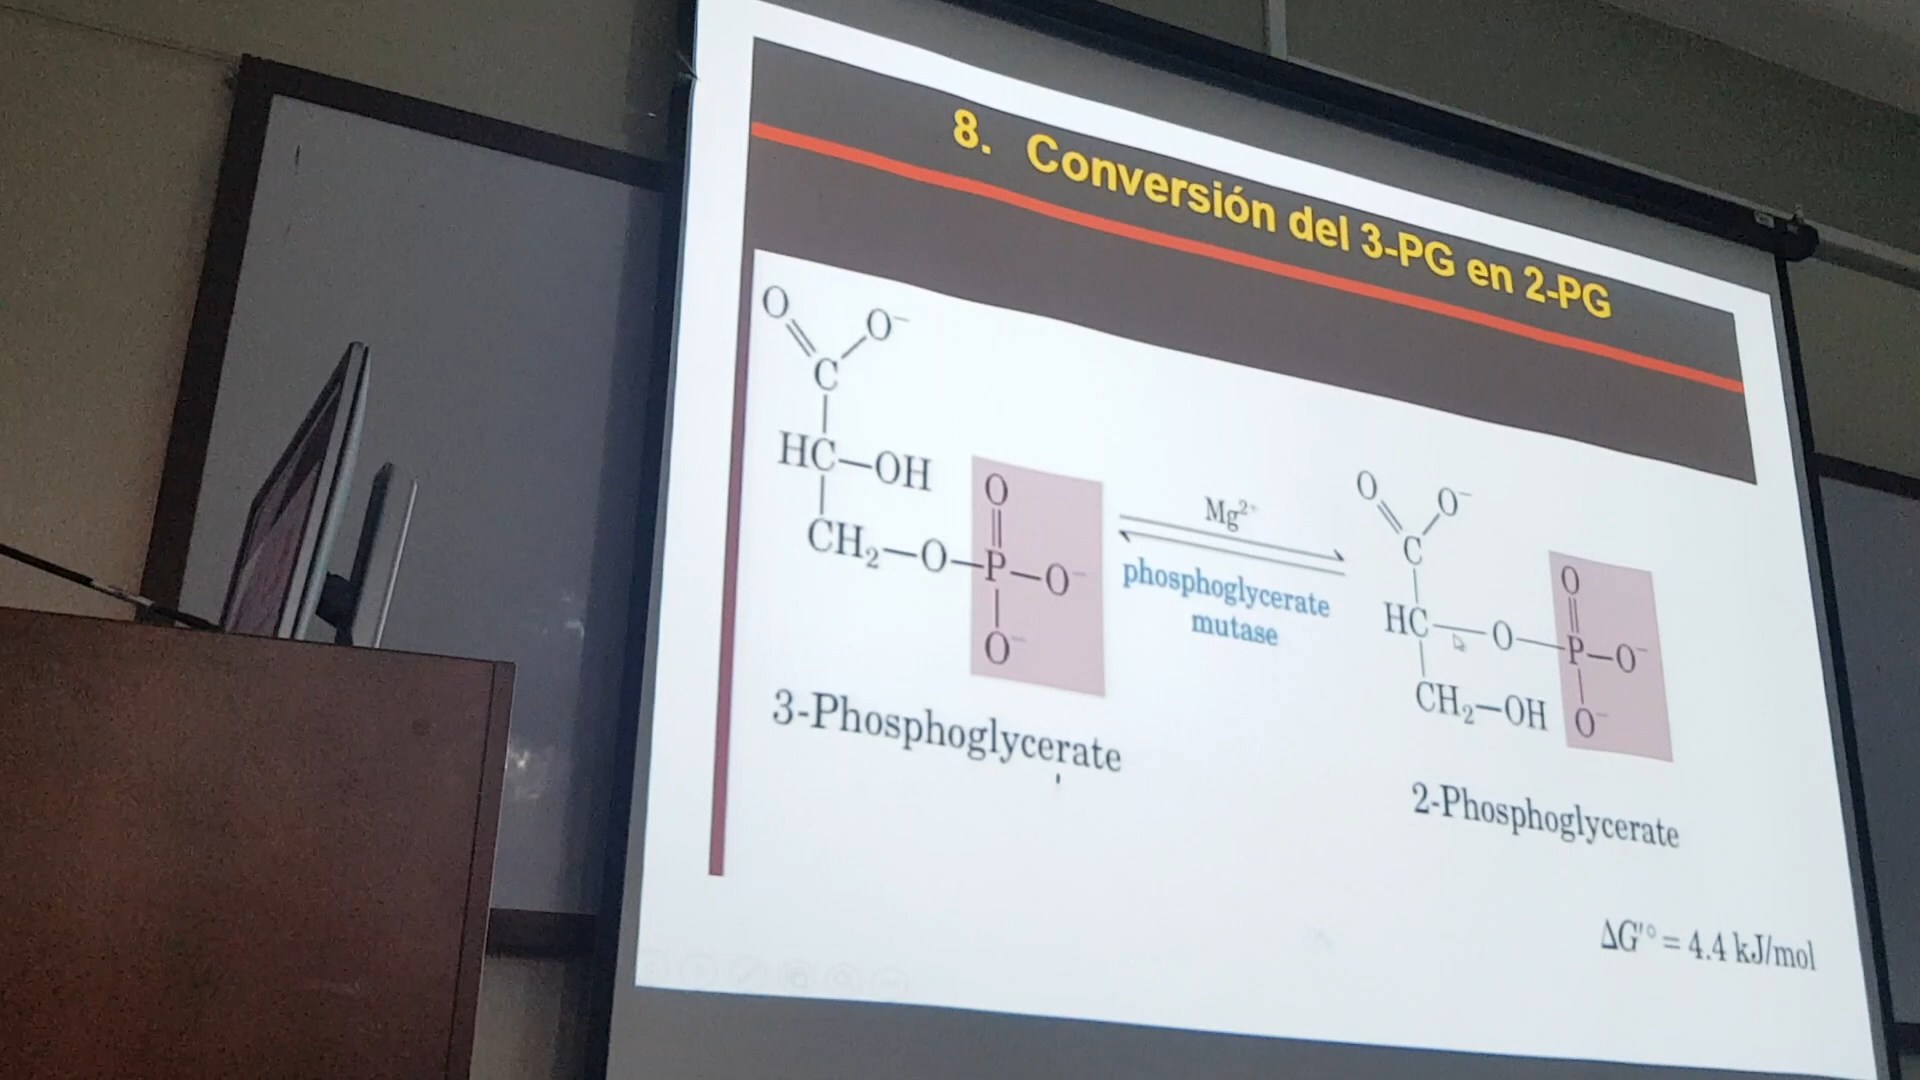 8. Conversión del 3-PG en 2-PG
O O⁻
C
HC—OH
CH₂—O—P—O⁻
O
O⁻
3-Phosphoglycerate
Mg²⁺
phosphoglycerate
mutase
O O⁻
C
HC—O—P—O⁻
O
CH₂—OH O⁻
2-Phosphoglycerate
ΔG'° = 4.4 kJ/mol